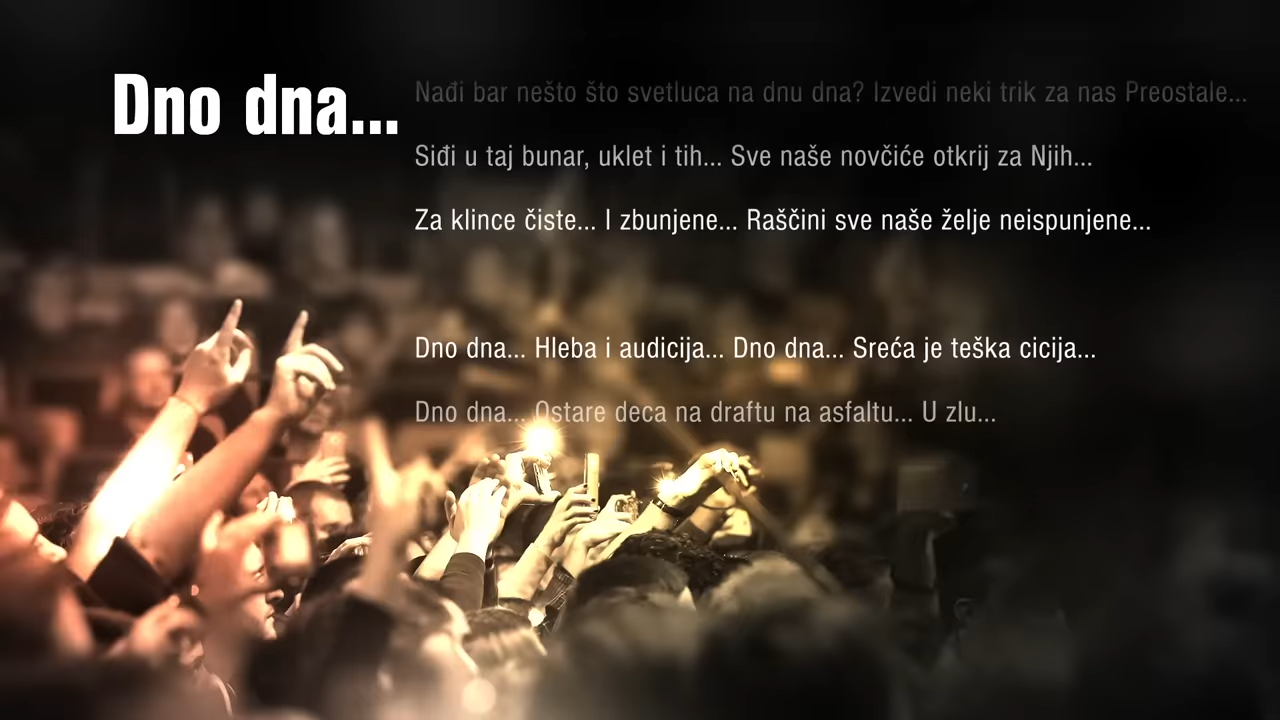 Dno dna...
Nađi bar nešto što svetluca na dnu dna? Izvedi neki trik za nas Preostale...
Siđi u taj bunar, uklet i tih... Sve naše novčiće otkrij za Njih...
Za klince čiste... I zbunjene... Raščini sve naše želje neispunjene...
Dno dna... Hleba i audicija... Dno dna... Sreća je teška cicija...
Dno dna... Ostare deca na draftu na asfaltu... U zlu...